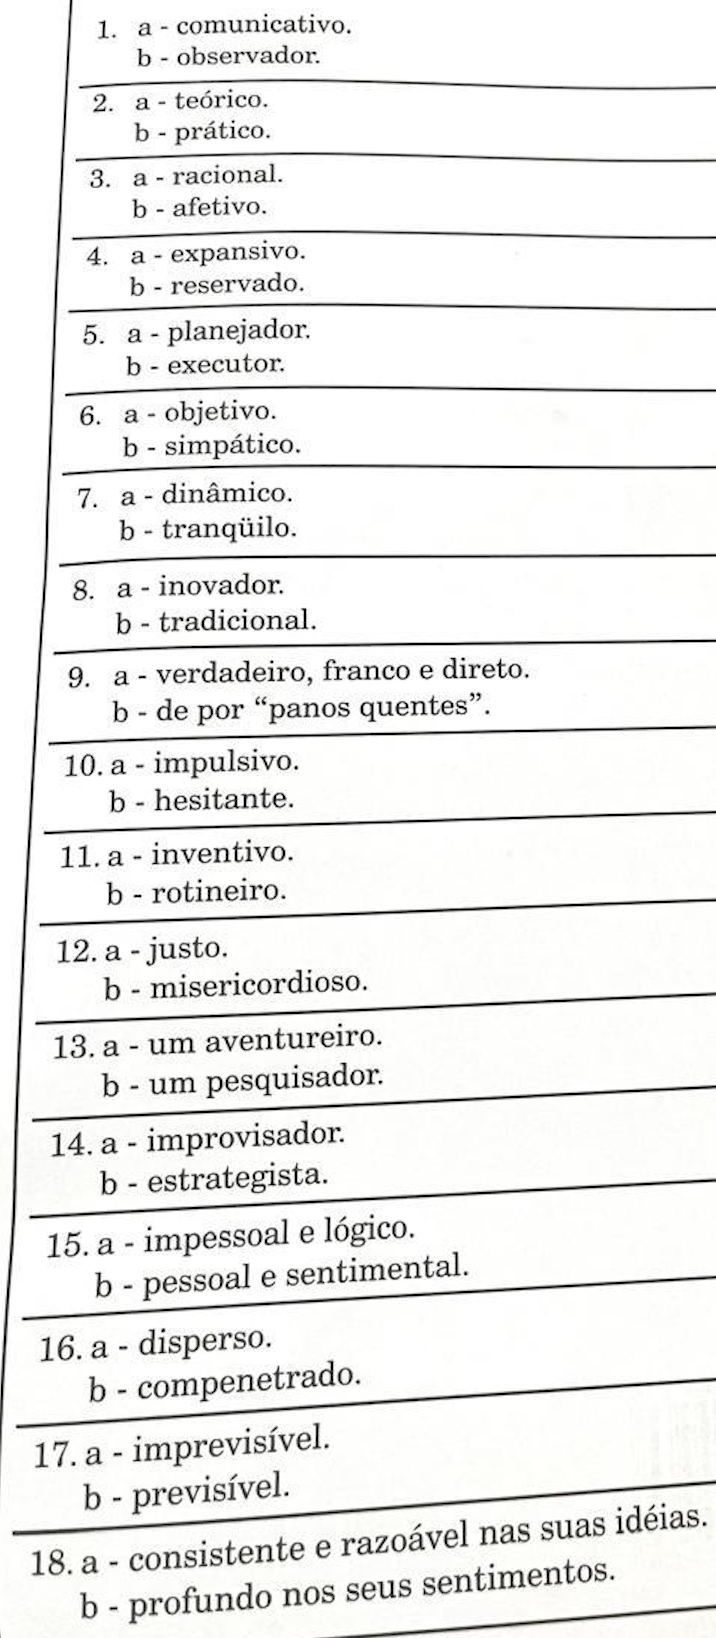 1. a - comunicativo.
b - observador.
2. a - teórico.
b - prático.
3. a - racional.
b - afetivo.
4. a - expansivo.
b - reservado.
5. a - planejador.
b - executor.
6. a - objetivo.
b - simpático.
7. a - dinâmico.
b - tranqüilo.
8. a - inovador.
b - tradicional.
9. a - verdadeiro, franco e direto.
b - de por “panos quentes”.
10. a - impulsivo.
b - hesitante.
11. a - inventivo.
b - rotineiro.
12. a - justo.
b - misericordioso.
13. a - um aventureiro.
b - um pesquisador.
14. a - improvisador.
b - estrategista.
15. a - impessoal e lógico.
b - pessoal e sentimental.
16. a - disperso.
b - compenetrado.
17. a - imprevisível.
b - previsível.
18. a - consistente e razoável nas suas idéias.
b - profundo nos seus sentimentos.